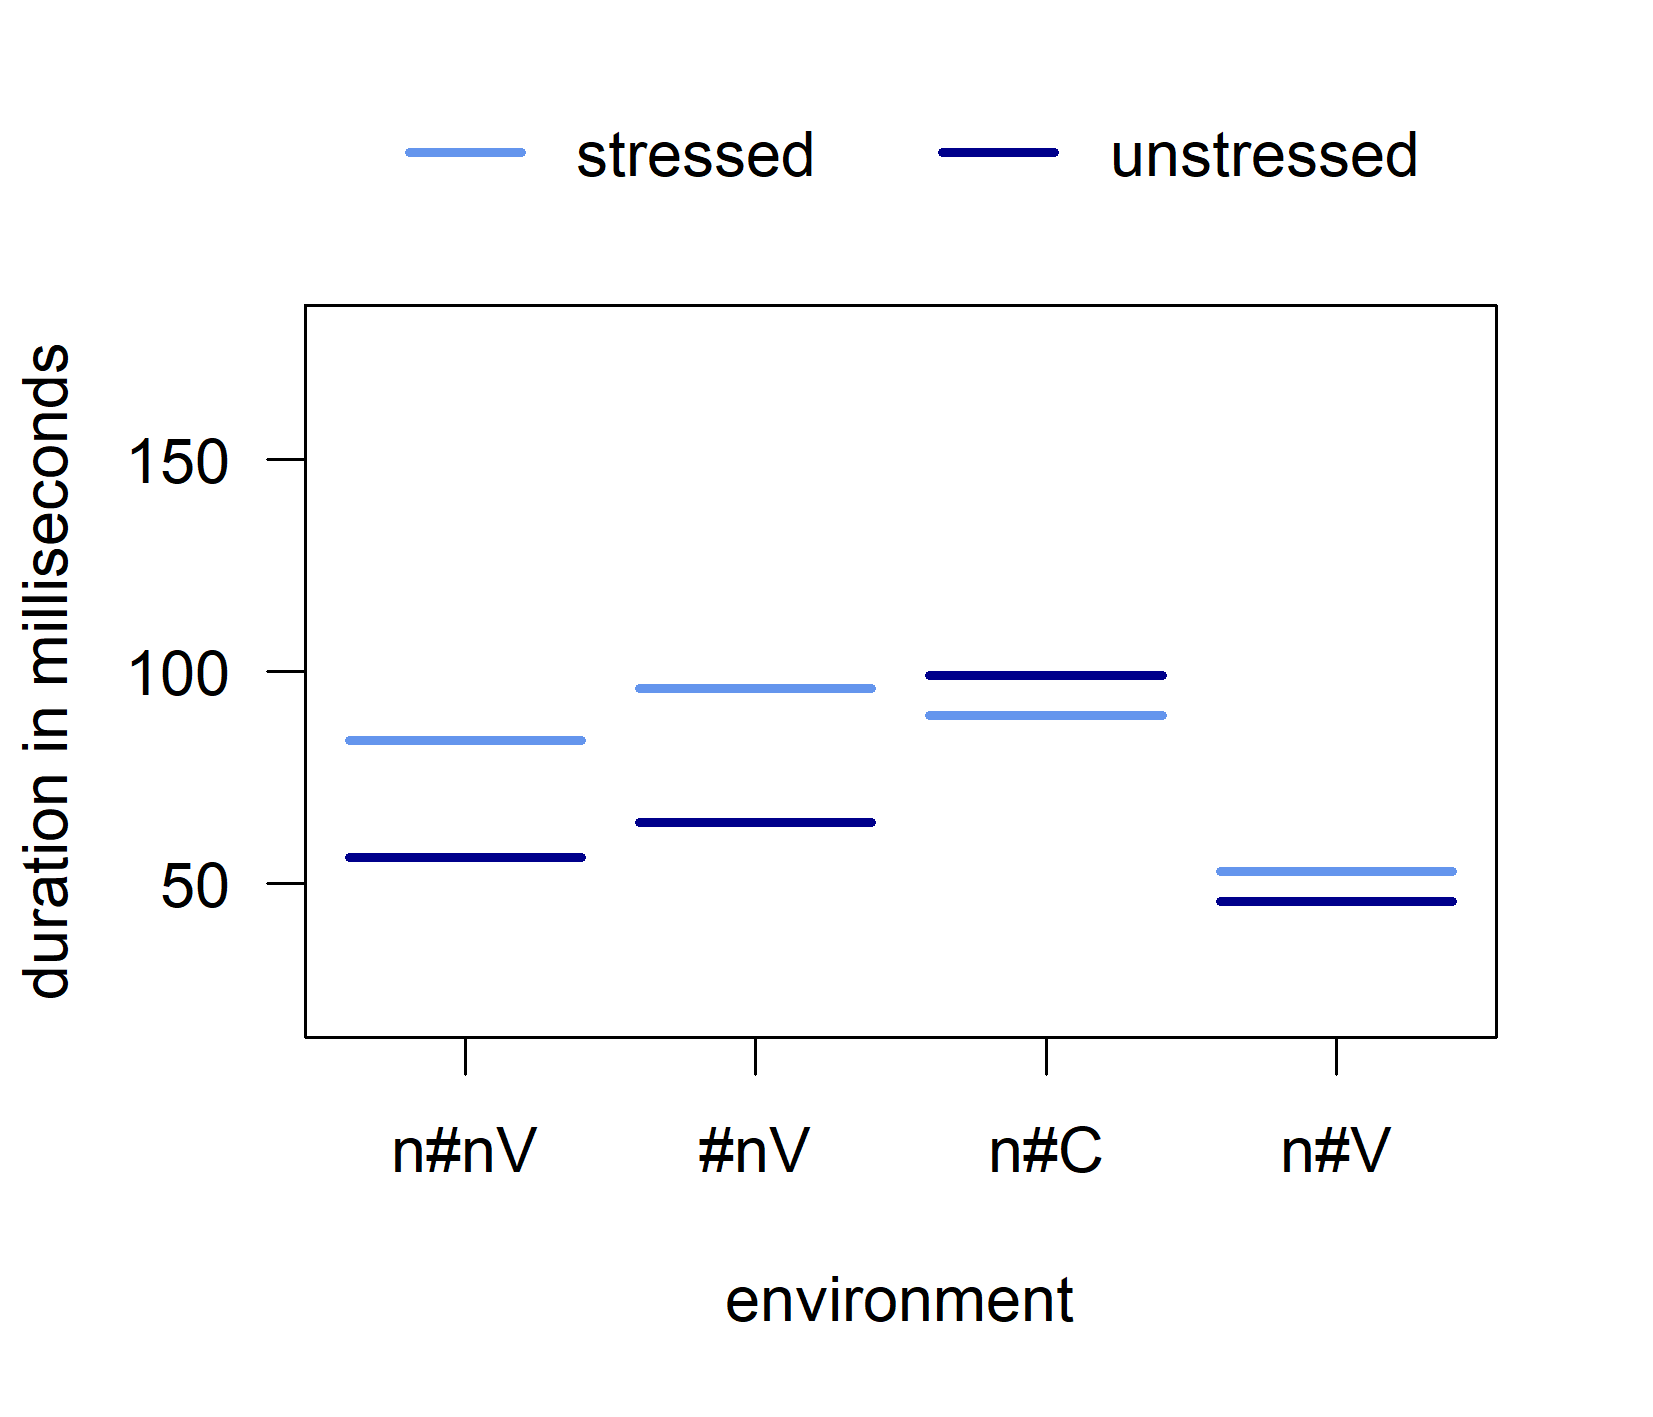 stressed unstressed
duration in milliseconds
150
100
50
n#nV #nV n#C n#V
environment